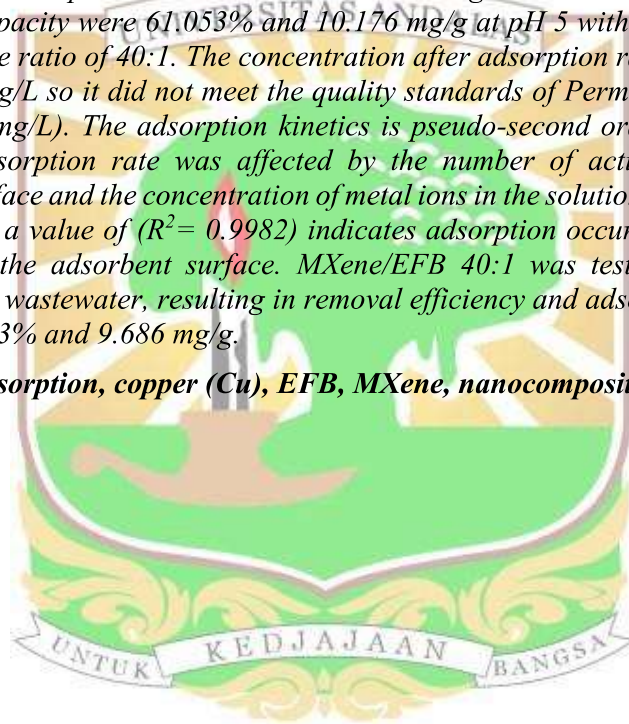 UNIVERSITAS ANDALAS
pacity were 61.053% and 10.176 mg/g at pH 5 with
e ratio of 40:1. The concentration after adsorption r
g/L so it did not meet the quality standards of Perm
mg/L). The adsorption kinetics is pseudo-second or
sorption rate was affected by the number of act
face and the concentration of metal ions in the solution
a value of (R²= 0.9982) indicates adsorption occur
the adsorbent surface. MXene/EFB 40:1 was test
wastewater, resulting in removal efficiency and ads
3% and 9.686 mg/g.
sorption, copper (Cu), EFB, MXene, nanocomposit
UNTUK KEDJAJAAN BANGSA